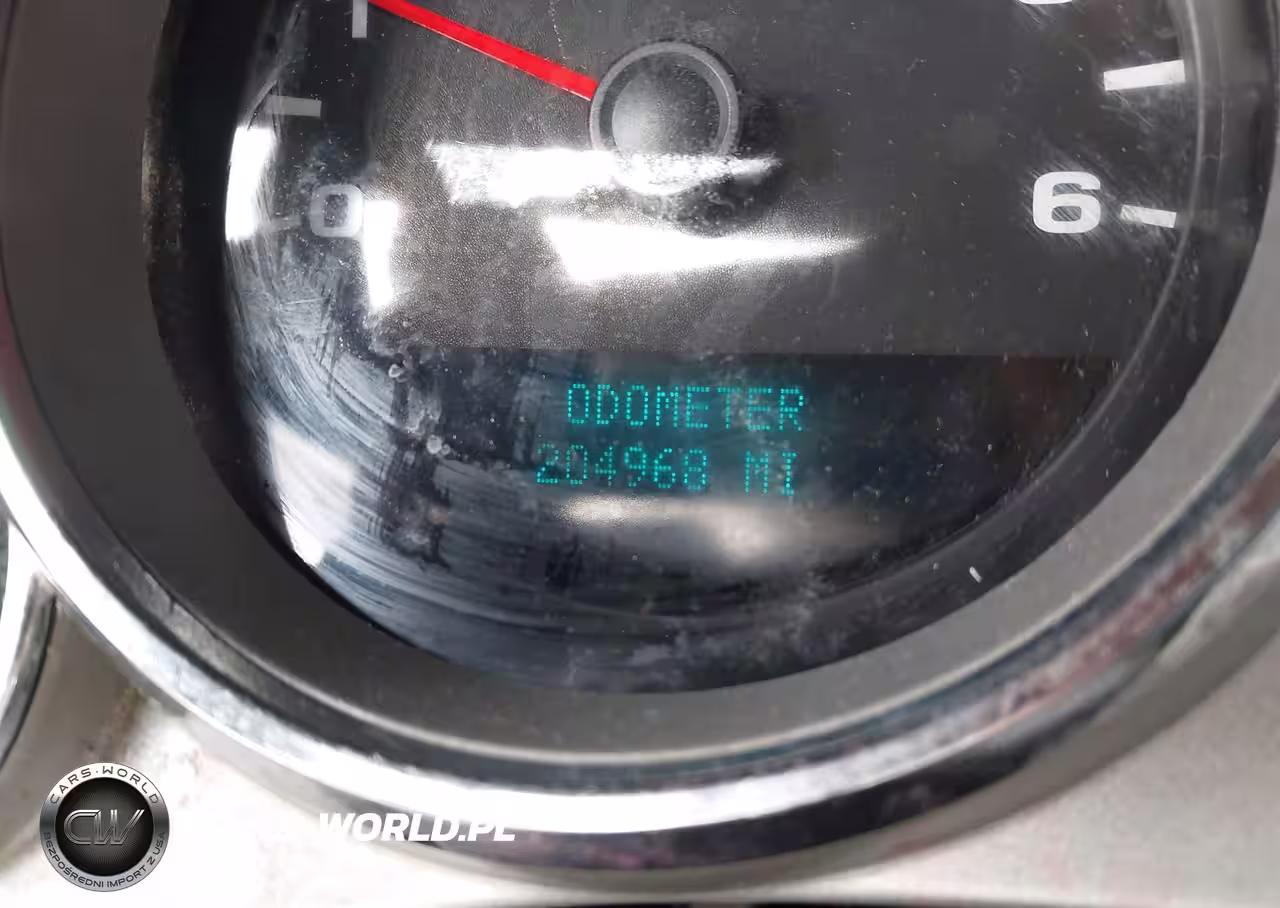 1
0
6
ODOMETER
204968 MI
CARS·WORLD
CW
BEZPOŚREDNI IMPORT Z USA
WORLD.PL